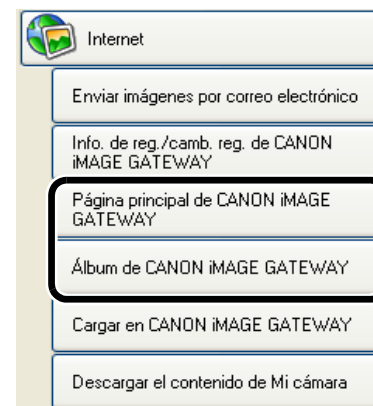 Internet
Enviar imágenes por correo electrónico
Info. de reg./camb. reg. de CANON
iMAGE GATEWAY
Página principal de CANON iMAGE
GATEWAY
Álbum de CANON iMAGE GATEWAY
Cargar en CANON iMAGE GATEWAY
Descargar el contenido de Mi cámara